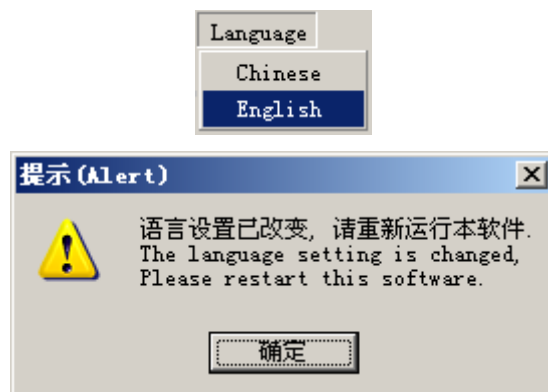 Language
Chinese
English
提示(Alert)
语言设置已改变, 请重新运行本软件.
The language setting is changed,
Please restart this software.
确定